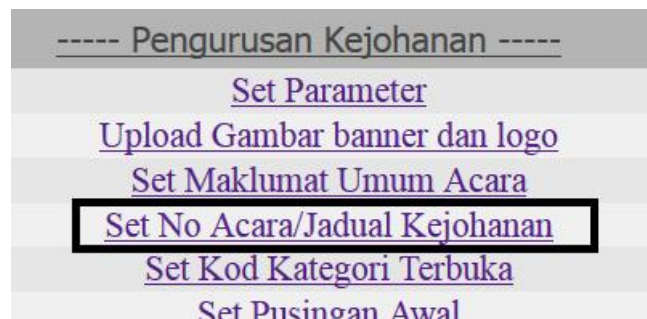 ----- Pengurusan Kejohanan -----
Set Parameter
Upload Gambar banner dan logo
Set Maklumat Umum Acara
Set No Acara/Jadual Kejohanan
Set Kod Kategori Terbuka
Set Pusingan Awal